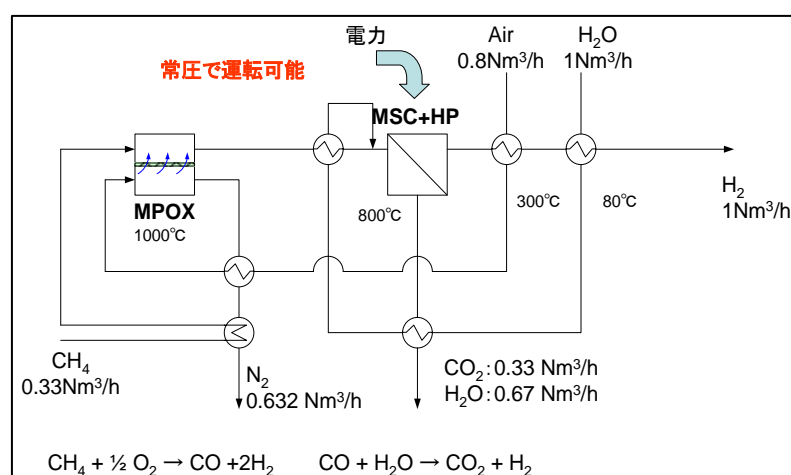 電力
Air
0.8Nm³/h
H₂O
1Nm³/h
常圧で運転可能
MSC+HP
MPOX
1000℃
800℃
300℃
80℃
H₂
1Nm³/h
CH₄
0.33Nm³/h
N₂
0.632 Nm³/h
CO₂:0.33 Nm³/h
H₂O:0.67 Nm³/h
CH₄ + ½ O₂ → CO +2H₂
CO + H₂O → CO₂ + H₂